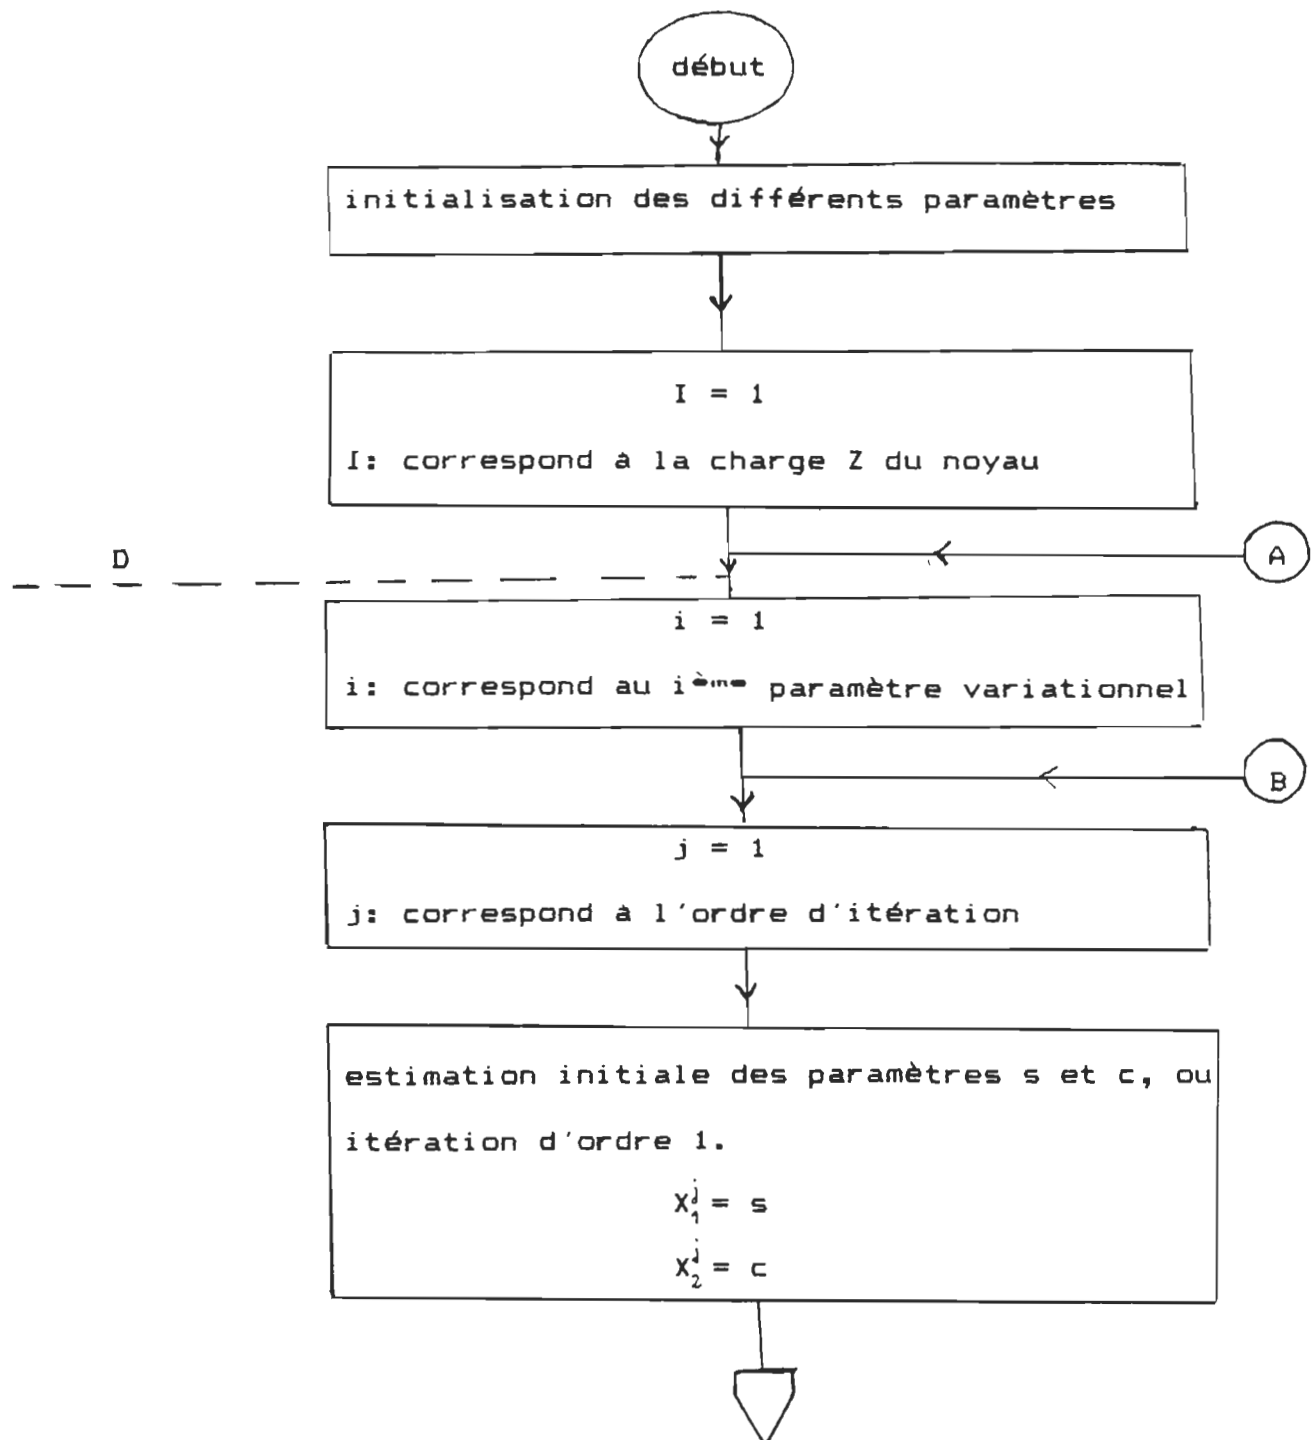 début
initialisation des différents paramètres
I = 1
I: correspond à la charge Z du noyau
D
A
i = 1
i: correspond au ième paramètre variationnel
B
j = 1
j: correspond à l'ordre d'itération
estimation initiale des paramètres s et c, ou
itération d'ordre 1.
X₁ʲ = s
X₂ʲ = c